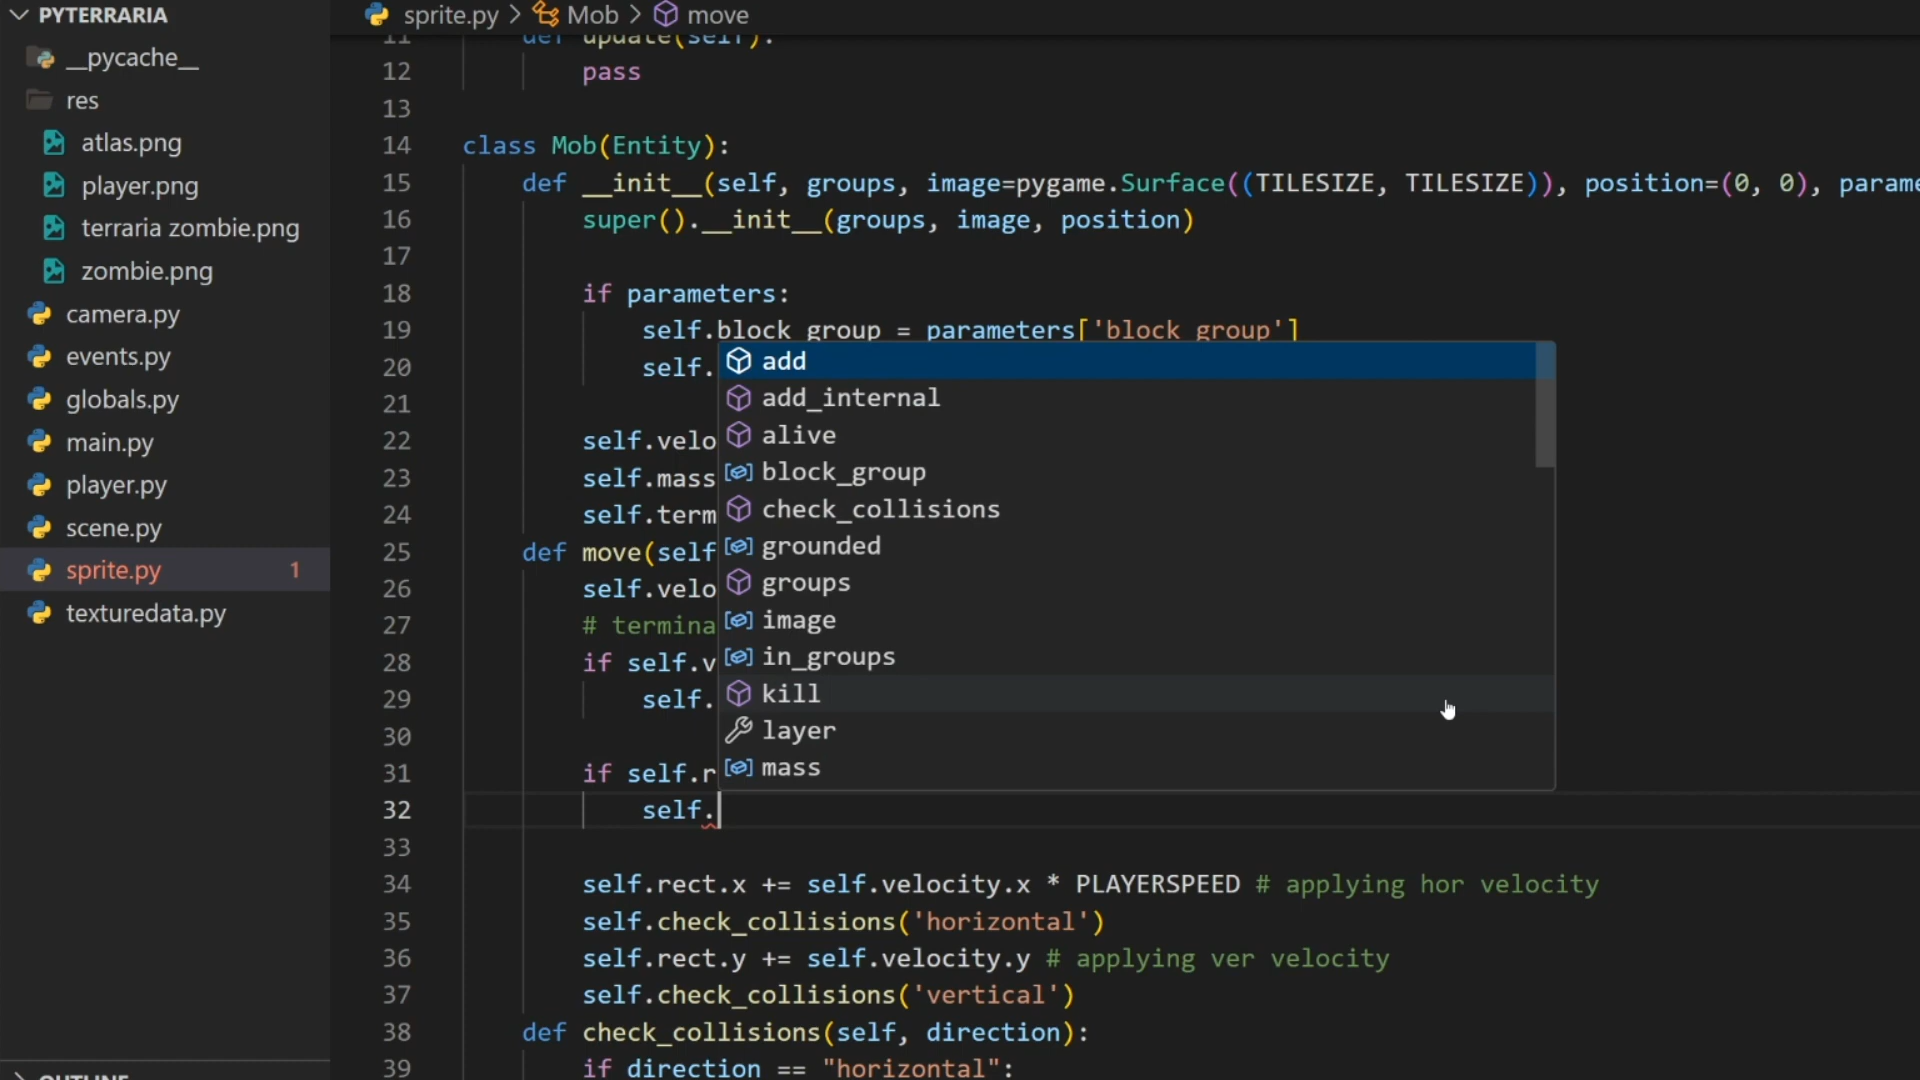 PYTERRARIA
__pycache__
res
atlas.png
player.png
terraria zombie.png
zombie.png
camera.py
events.py
globals.py
main.py
player.py
scene.py
sprite.py 1
texturedata.py
OUTLINE
sprite.py > Mob > move
11 def update(self):
12 pass
13
14 class Mob(Entity):
15 def __init__(self, groups, image=pygame.Surface((TILESIZE, TILESIZE)), position=(0, 0), parame
16 super().__init__(groups, image, position)
17
18 if parameters:
19 self.block_group = parameters['block_group']
20 self.
21
22 self.velo
23 self.mass
24 self.term
25 def move(self
26 self.velo
27 # termina
28 if self.v
29 self.
30
31 if self.r
32 self.
33
34 self.rect.x += self.velocity.x * PLAYERSPEED # applying hor velocity
35 self.check_collisions('horizontal')
36 self.rect.y += self.velocity.y # applying ver velocity
37 self.check_collisions('vertical')
38 def check_collisions(self, direction):
39 if direction == "horizontal":
add
add_internal
alive
block_group
check_collisions
grounded
groups
image
in_groups
kill
layer
mass